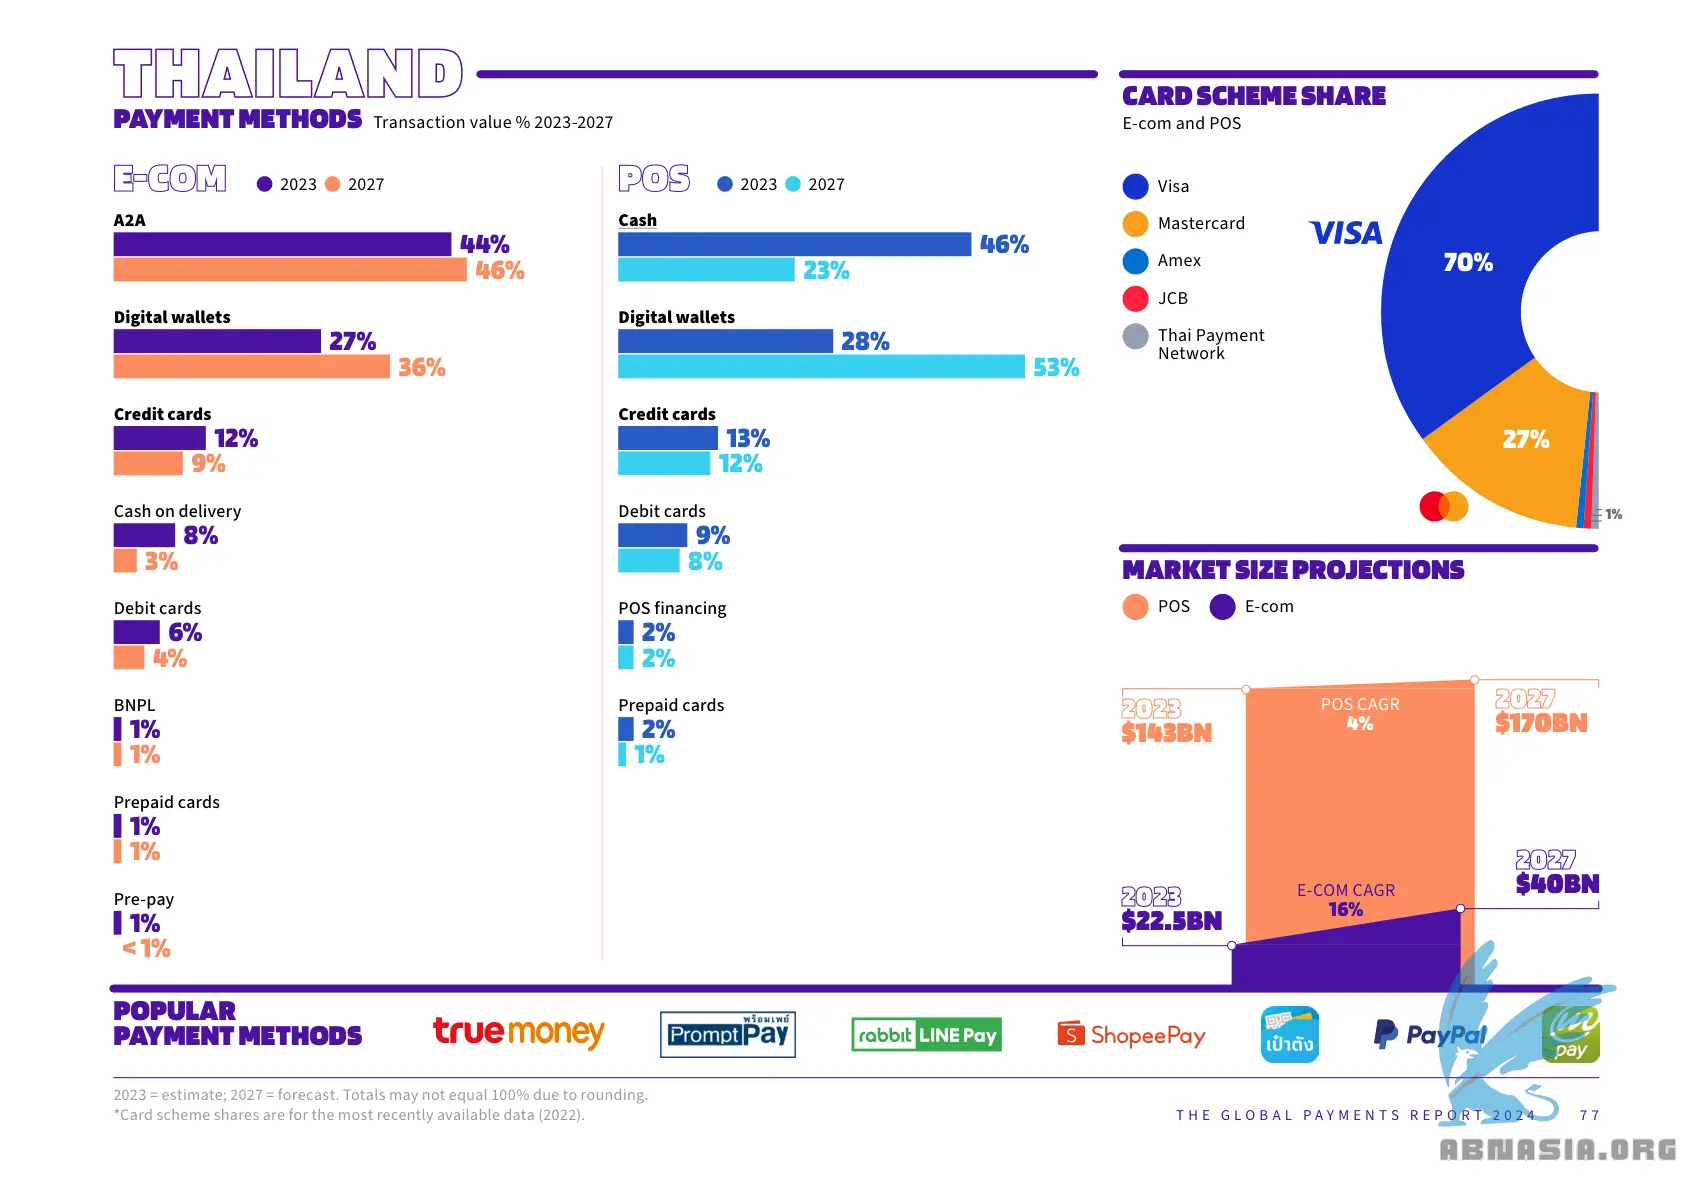 THAILAND
PAYMENT METHODS Transaction value % 2023-2027
E-COM 2023 2027
A2A
44%
46%
Digital wallets
27%
36%
Credit cards
12%
9%
Cash on delivery
8%
3%
Debit cards
6%
4%
BNPL
1%
1%
Prepaid cards
1%
1%
Pre-pay
1%
< 1%
POS 2023 2027
Cash
46%
23%
Digital wallets
28%
53%
Credit cards
13%
12%
Debit cards
9%
8%
POS financing
2%
2%
Prepaid cards
2%
1%
CARD SCHEME SHARE
E-com and POS
Visa
Mastercard
Amex
JCB
Thai Payment
Network
VISA
70%
27%
1%
MARKET SIZE PROJECTIONS
POS E-com
2023
$143BN
POS CAGR
4%
2027
$170BN
2023
$22.5BN
E-COM CAGR
16%
2027
$40BN
POPULAR
PAYMENT METHODS
truemoney
พร้อมเพย์
PromptPay
rabbit LINE Pay
ShopeePay
เป๋าตัง
PayPal
pay
2023 = estimate; 2027 = forecast. Totals may not equal 100% due to rounding.
*Card scheme shares are for the most recently available data (2022).
THE GLOBAL PAYMENTS REPORT 2024 77
ABNASIA.ORG